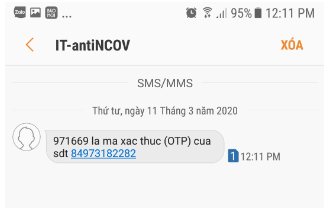 Zalo ... 95% 12:11 PM
IT-antiNCOV XÓA
SMS/MMS
Thứ tư, ngày 11 Tháng 3 năm 2020
971669 la ma xac thuc (OTP) cua
sdt 84973182282
1 12:11 PM